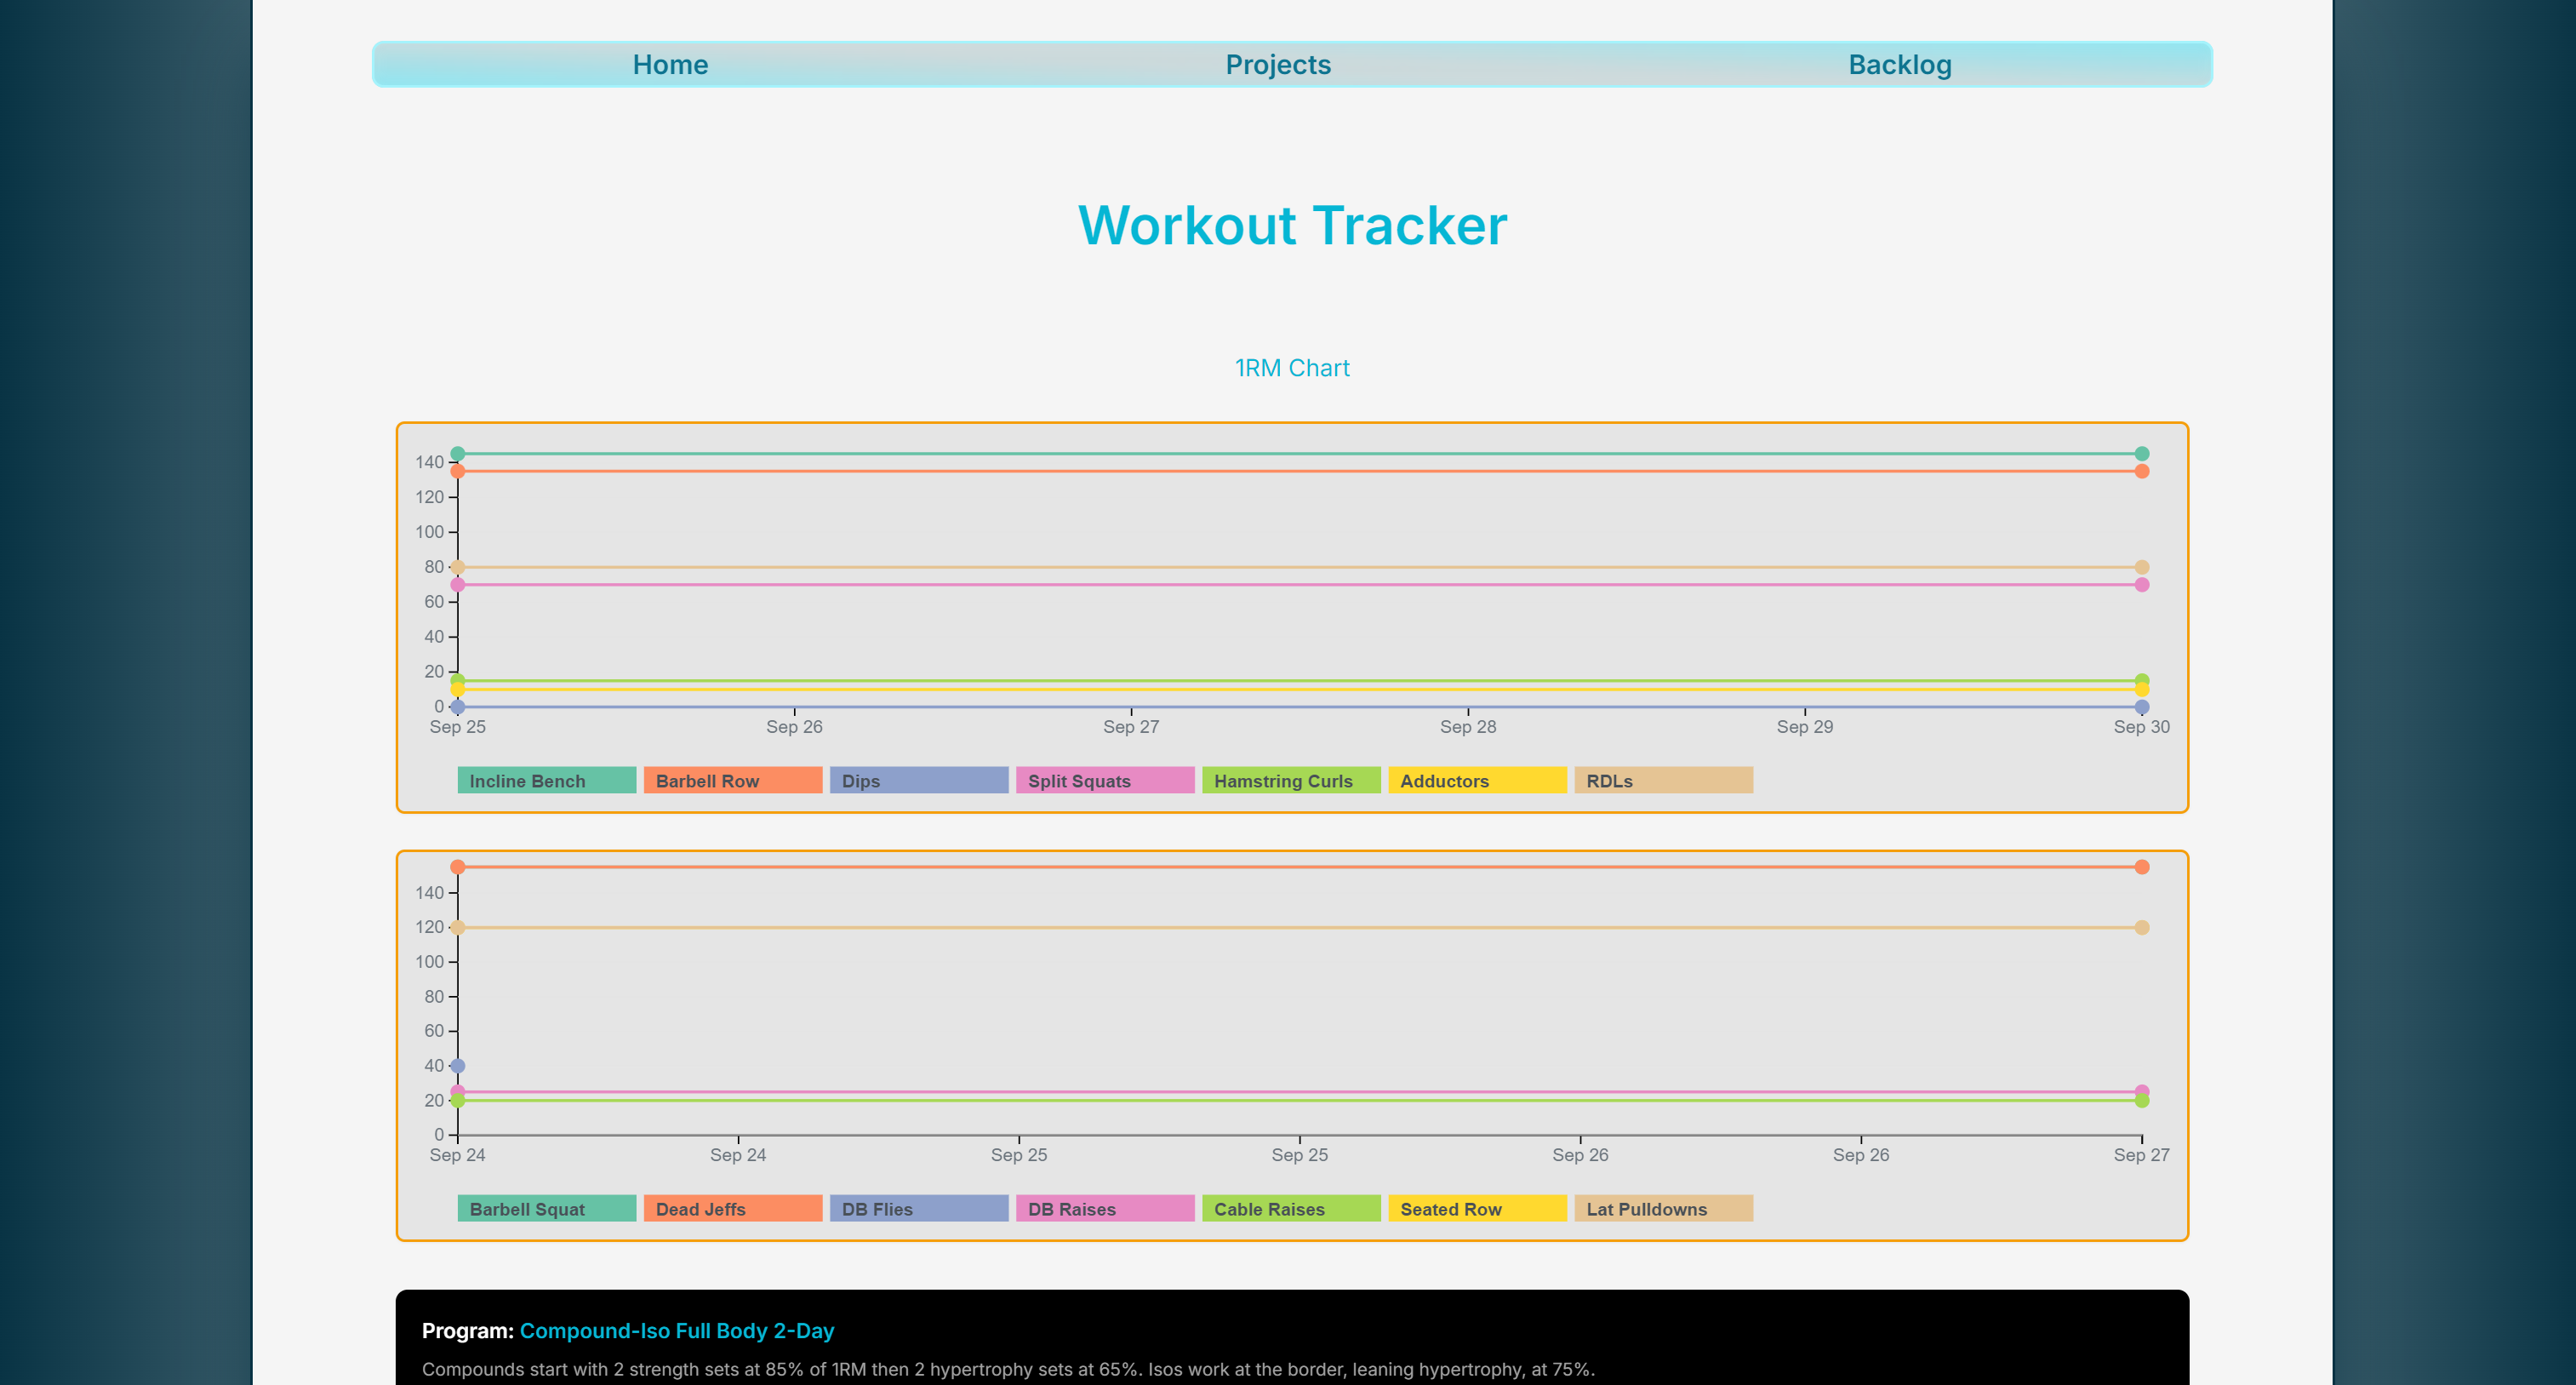 Home Projects Backlog
Workout Tracker
1RM Chart
140
120
100
80
60
40
20
0
Sep 25 Sep 26 Sep 27 Sep 28 Sep 29 Sep 30
Incline Bench Barbell Row Dips Split Squats Hamstring Curls Adductors RDLs
140
120
100
80
60
40
20
0
Sep 24 Sep 24 Sep 25 Sep 25 Sep 26 Sep 26 Sep 27
Barbell Squat Dead Jeffs DB Flies DB Raises Cable Raises Seated Row Lat Pulldowns
Program: Compound-Iso Full Body 2-Day
Compounds start with 2 strength sets at 85% of 1RM then 2 hypertrophy sets at 65%. Isos work at the border, leaning hypertrophy, at 75%.